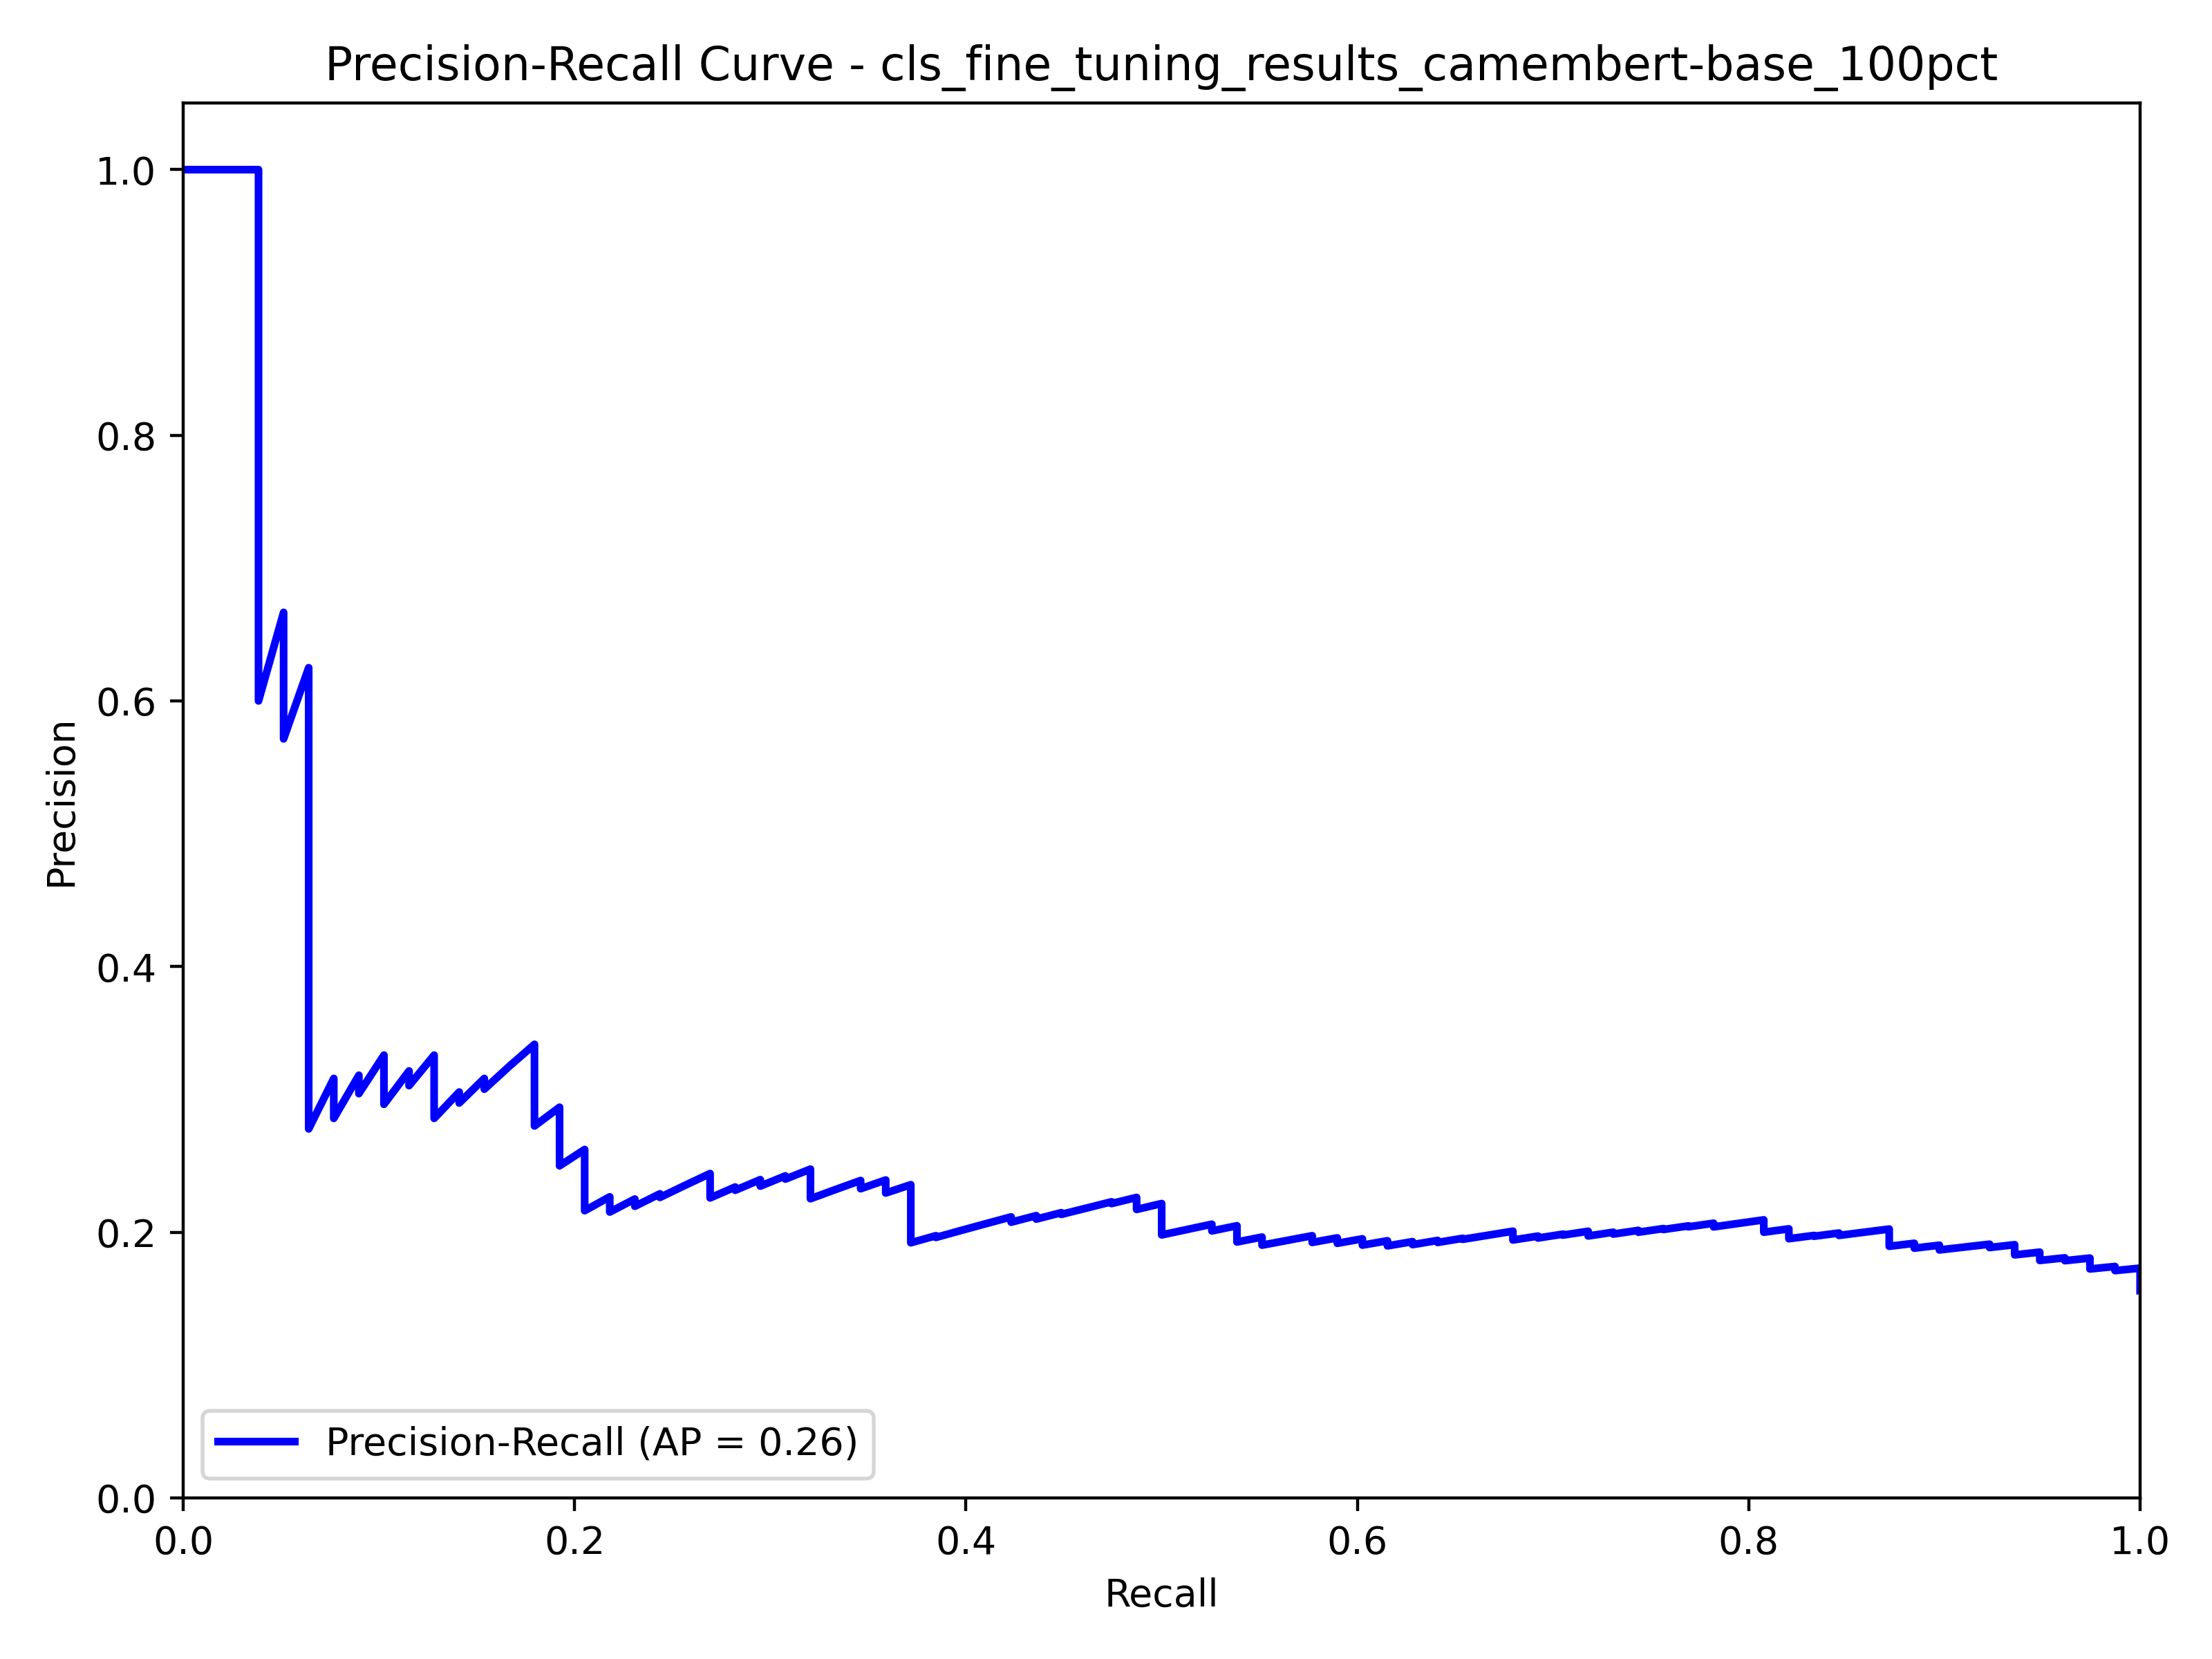 Precision-Recall Curve - cls_fine_tuning_results_camembert-base_100pct
1.0
0.8
0.6
0.4
0.2
0.0
Precision
Precision-Recall (AP = 0.26)
0.0 0.2 0.4 0.6 0.8 1.0
Recall